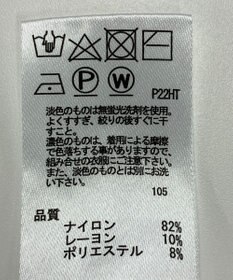 P22HT
P W
淡色のものは無蛍光洗剤を使用。
よくすすぎ、絞りの後すぐに干
すこと。
濃色のものは、着用による摩擦
で色落ちする事がありますので、
組み合せの衣服にご注意下さい。
また、淡色のものとは別にお洗
い下さい。
105
品質
ナイロン 82%
レーヨン 10%
ポリエステル 8%